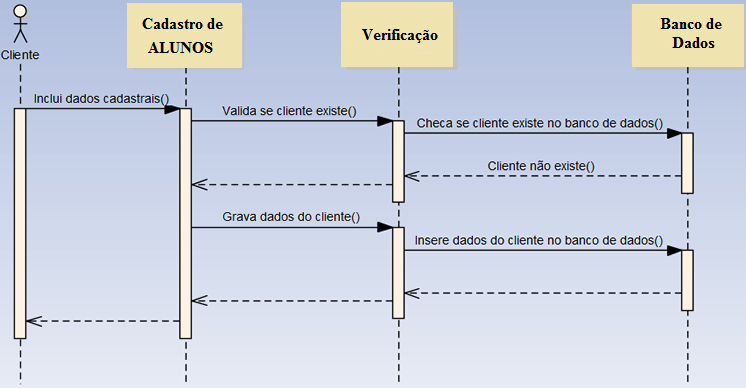 Cadastro de
ALUNOS
Verificação
Banco de
Dados
Cliente
Inclui dados cadastrais()
Valida se cliente existe()
Checa se cliente existe no banco de dados()
Cliente não existe()
Grava dados do cliente()
Insere dados do cliente no banco de dados()